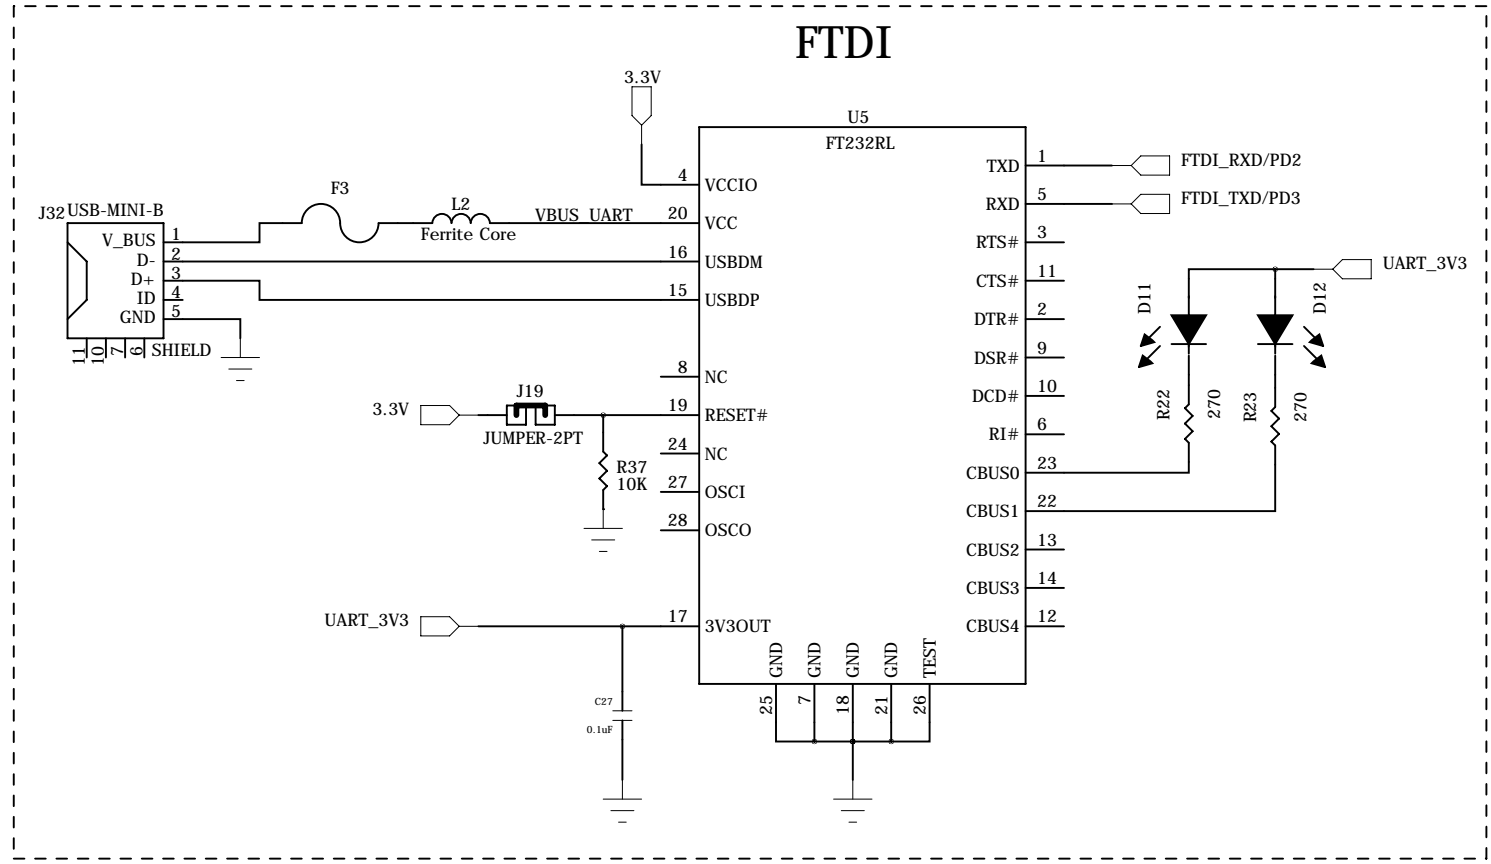 FTDI
3.3V
U5
FT232RL
4 VCCIO
20 VCC
16 USBDM
15 USBDP
8 NC
19 RESET#
24 NC
27 OSCI
28 OSCO
17 3V3OUT
TXD 1
RXD 5
RTS# 3
CTS# 11
DTR# 2
DSR# 9
DCD# 10
RI# 6
CBUS0 23
CBUS1 22
CBUS2 13
CBUS3 14
CBUS4 12
GND 25
GND 7
GND 18
GND 21
TEST 26
FTDI_RXD/PD2
FTDI_TXD/PD3
J32 USB-MINI-B
V_BUS 1
D- 2
D+ 3
ID 4
GND 5
11 10 7 6 SHIELD
F3
L2
Ferrite Core
VBUS_UART
3.3V
J19
JUMPER-2PT
R37
10K
UART_3V3
C27
0.1uF
UART_3V3
D11
D12
R22
270
R23
270